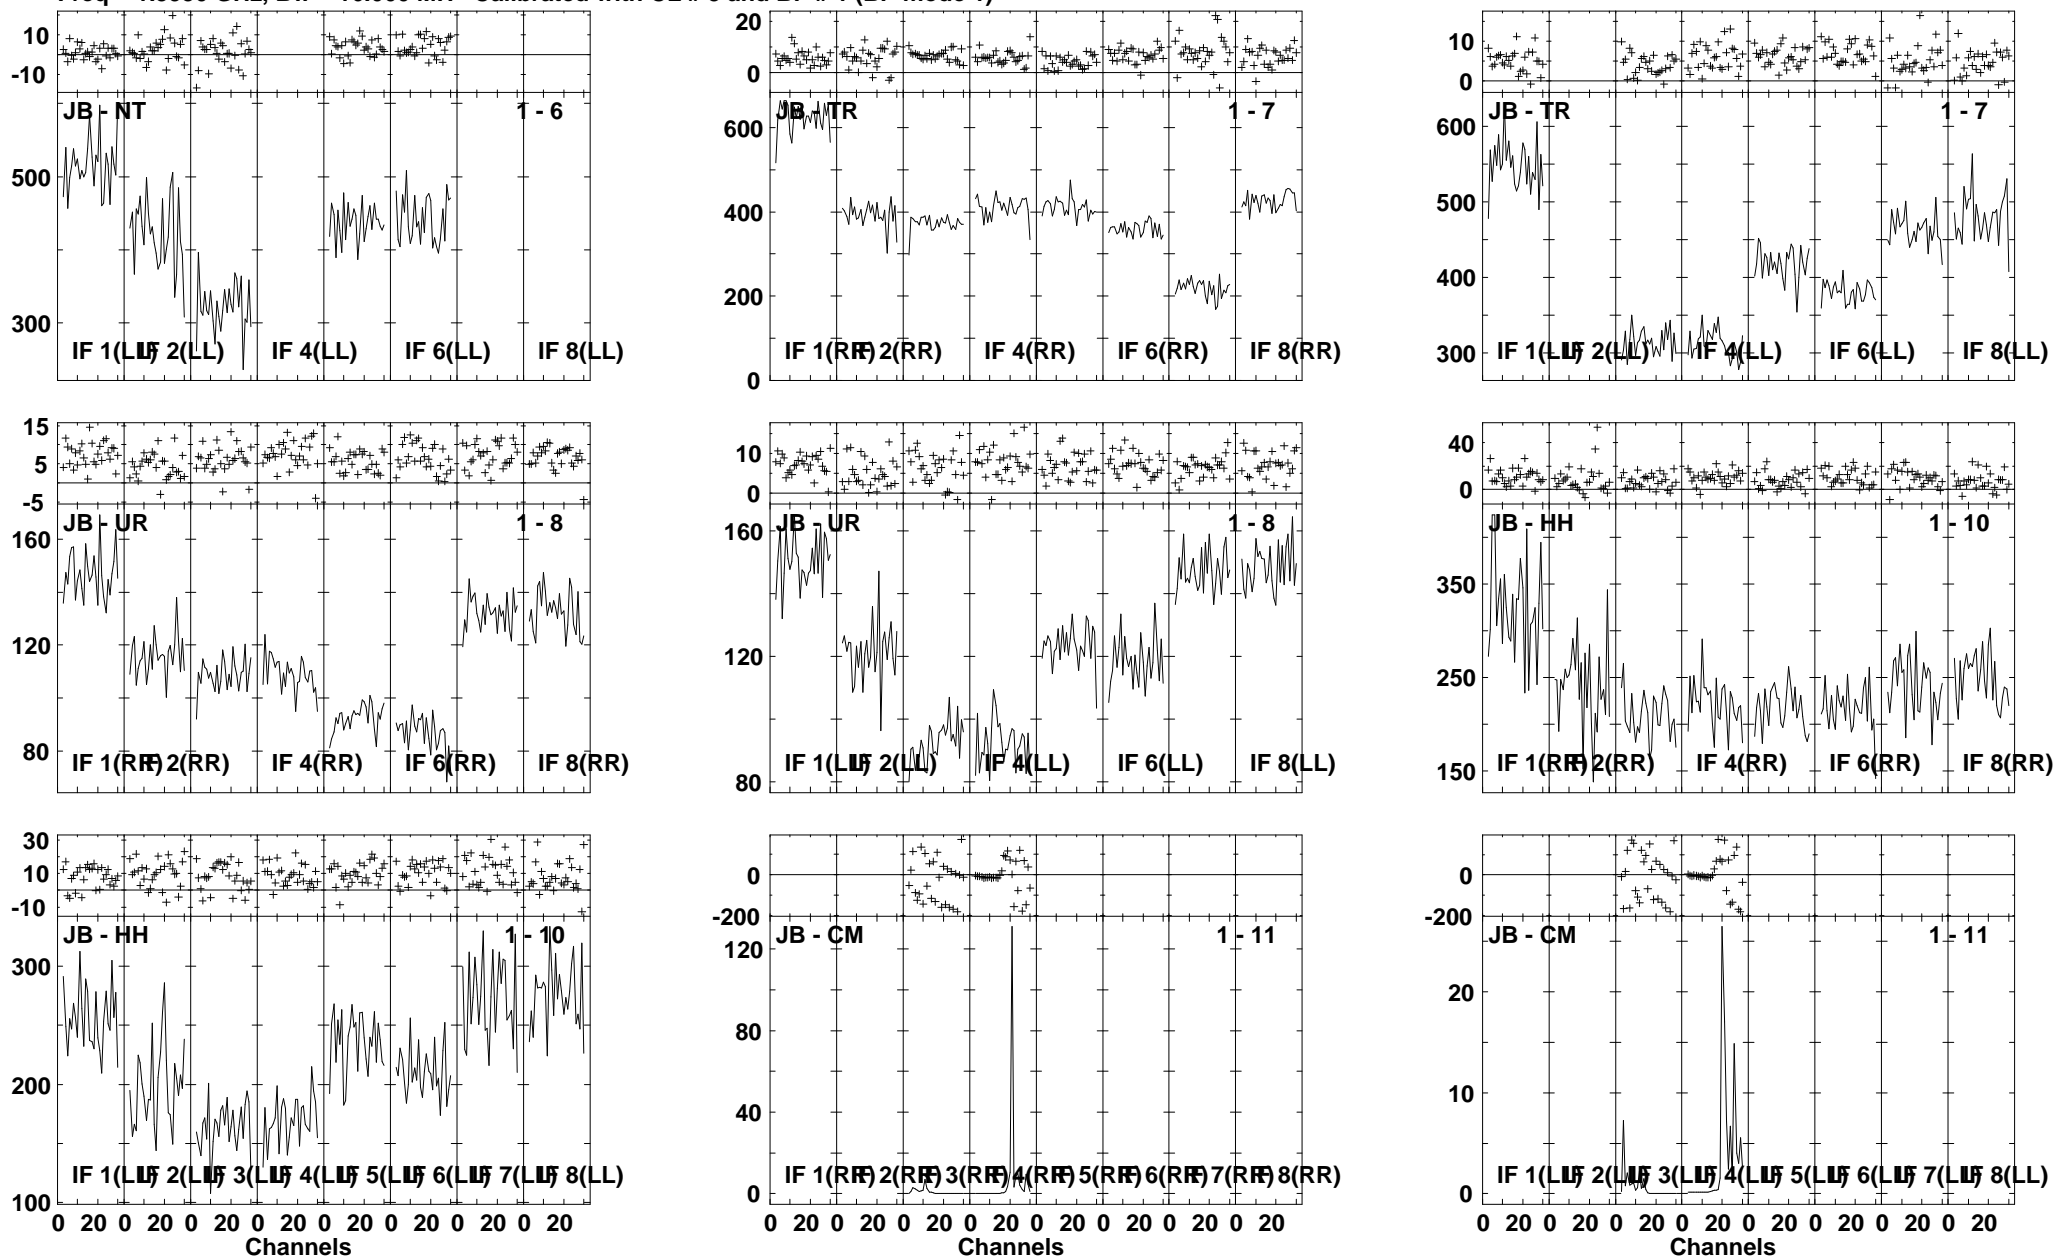 10
-10
JB - NT
1 - 6
500
300
IF 1(LL)
IF 2(LL)
IF 4(LL)
IF 6(LL)
IF 8(LL)
20
0
JB - TR
1 - 7
600
400
200
0
IF 1(RR)
IF 2(RR)
IF 4(RR)
IF 6(RR)
IF 8(RR)
10
0
JB - TR
1 - 7
600
500
400
300
IF 1(LL)
IF 2(LL)
IF 4(LL)
IF 6(LL)
IF 8(LL)
15
5
-5
JB - UR
1 - 8
160
120
80
IF 1(RR)
IF 2(RR)
IF 4(RR)
IF 6(RR)
IF 8(RR)
10
0
JB - UR
1 - 8
160
120
80
IF 1(LL)
IF 2(LL)
IF 4(LL)
IF 6(LL)
IF 8(LL)
40
0
JB - HH
1 - 10
350
250
150
IF 1(RR)
IF 2(RR)
IF 4(RR)
IF 6(RR)
IF 8(RR)
30
10
-10
JB - HH
1 - 10
300
200
100
IF 1(LL)
IF 2(LL)
IF 3(LL)
IF 4(LL)
IF 5(LL)
IF 6(LL)
IF 7(LL)
IF 8(LL)
0 20 0 20 0 20 0 20 0 20 0 20 0 20 0 20
Channels
0
-200
JB - CM
1 - 11
120
80
40
0
IF 1(RR)
IF 2(RR)
IF 3(RR)
IF 4(RR)
IF 5(RR)
IF 6(RR)
IF 7(RR)
IF 8(RR)
0 20 0 20 0 20 0 20 0 20 0 20 0 20 0 20
Channels
0
-200
JB - CM
1 - 11
20
10
0
IF 1(LL)
IF 2(LL)
IF 3(LL)
IF 4(LL)
IF 5(LL)
IF 6(LL)
IF 7(LL)
IF 8(LL)
0 20 0 20 0 20 0 20 0 20 0 20 0 20 0 20
Channels